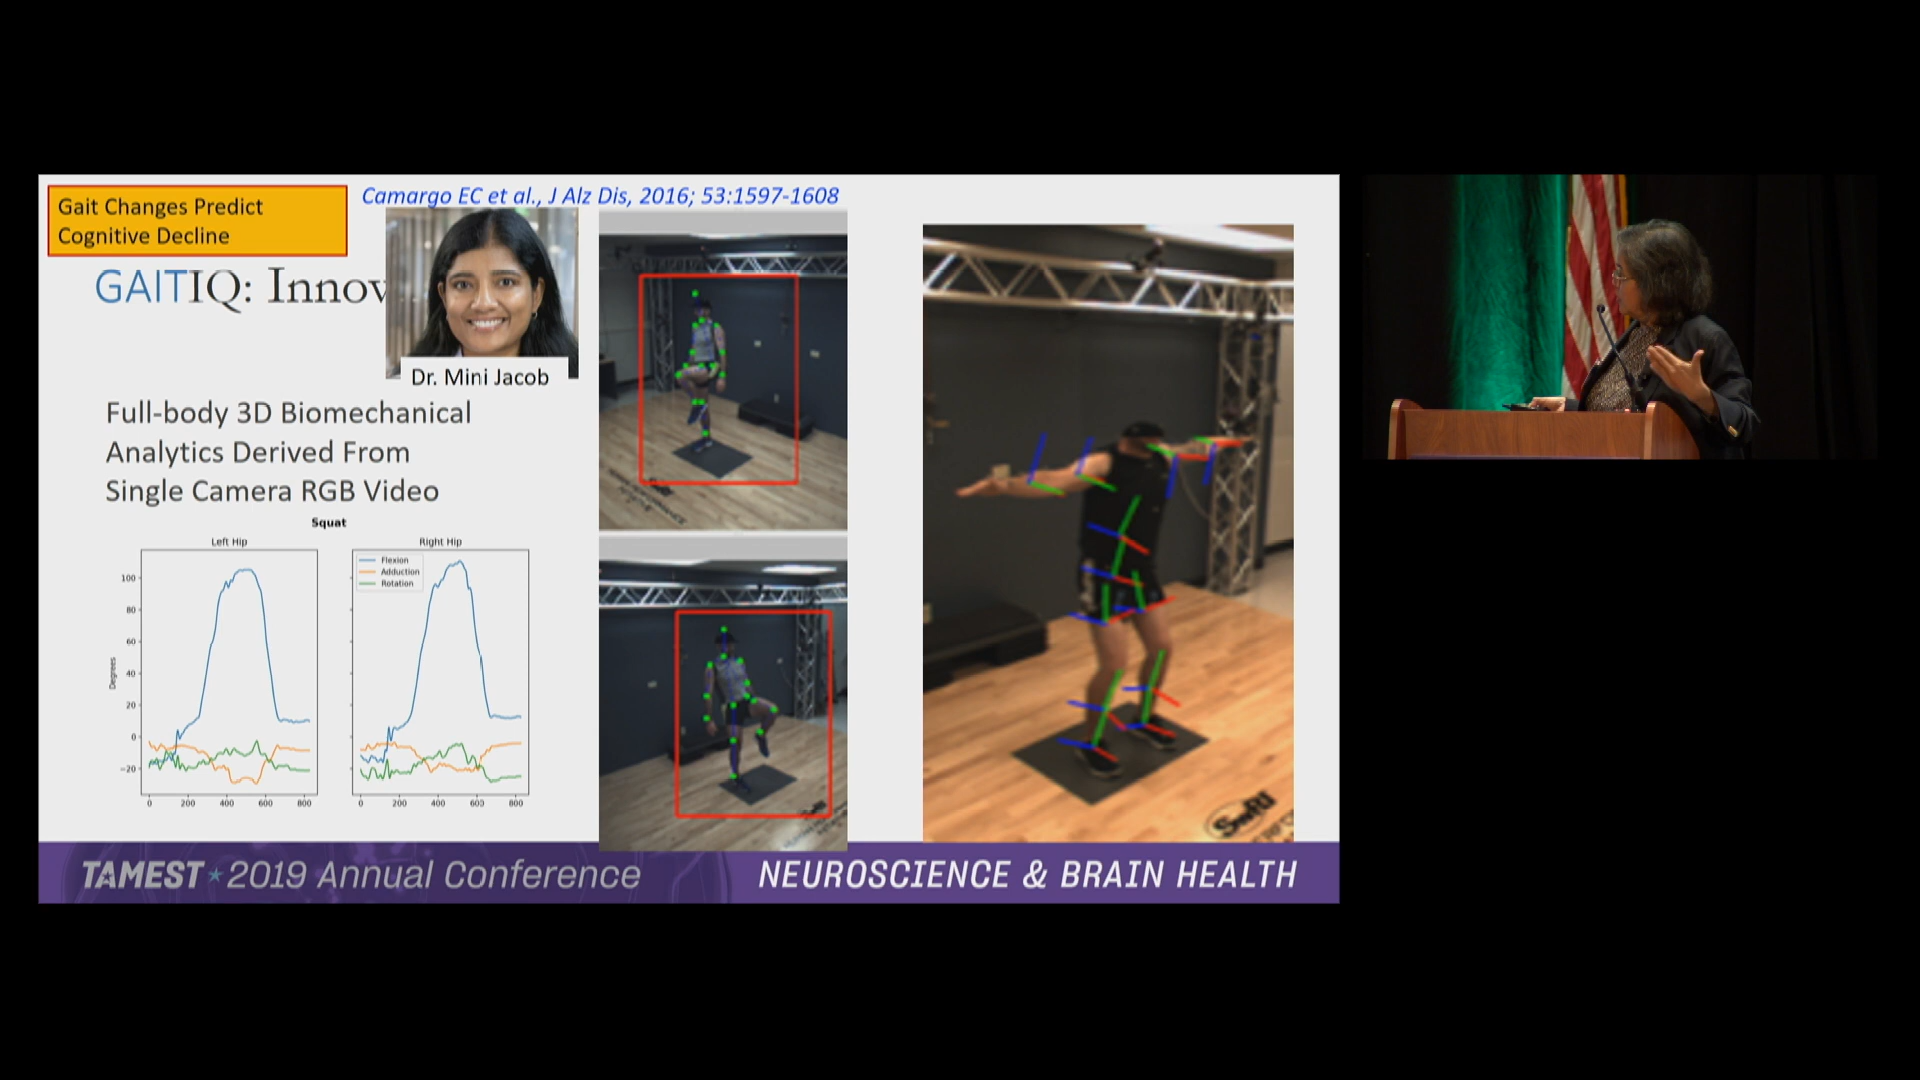 Gait Changes Predict
Cognitive Decline
Camargo EC et al., J Alz Dis, 2016; 53:1597-1608
GAITIQ: Innov
Dr. Mini Jacob
Full-body 3D Biomechanical
Analytics Derived From
Single Camera RGB Video
Squat
Left Hip
Right Hip
Flexion
Adduction
Rotation
Degrees
100
80
60
40
20
0
−20
0 200 400 600 800
0 200 400 600 800
SwRI
TAMEST 2019 Annual Conference
NEUROSCIENCE & BRAIN HEALTH